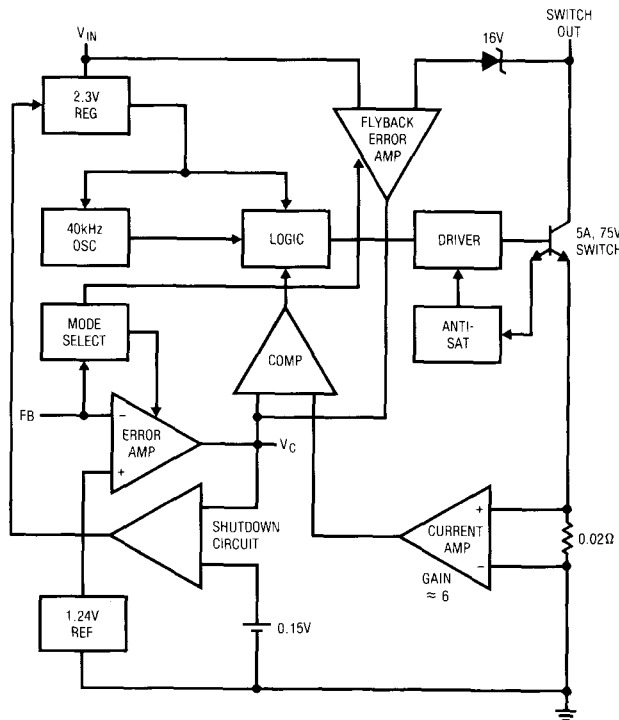 SWITCH
OUT
V_IN
16V
2.3V
REG
FLYBACK
ERROR
AMP
40kHz
OSC
LOGIC
DRIVER
5A, 75V
SWITCH
MODE
SELECT
ANTI-
SAT
COMP
FB
−
ERROR
AMP
+
V_C
SHUTDOWN
CIRCUIT
+
CURRENT
AMP
−
GAIN
≈ 6
0.02Ω
1.24V
REF
0.15V